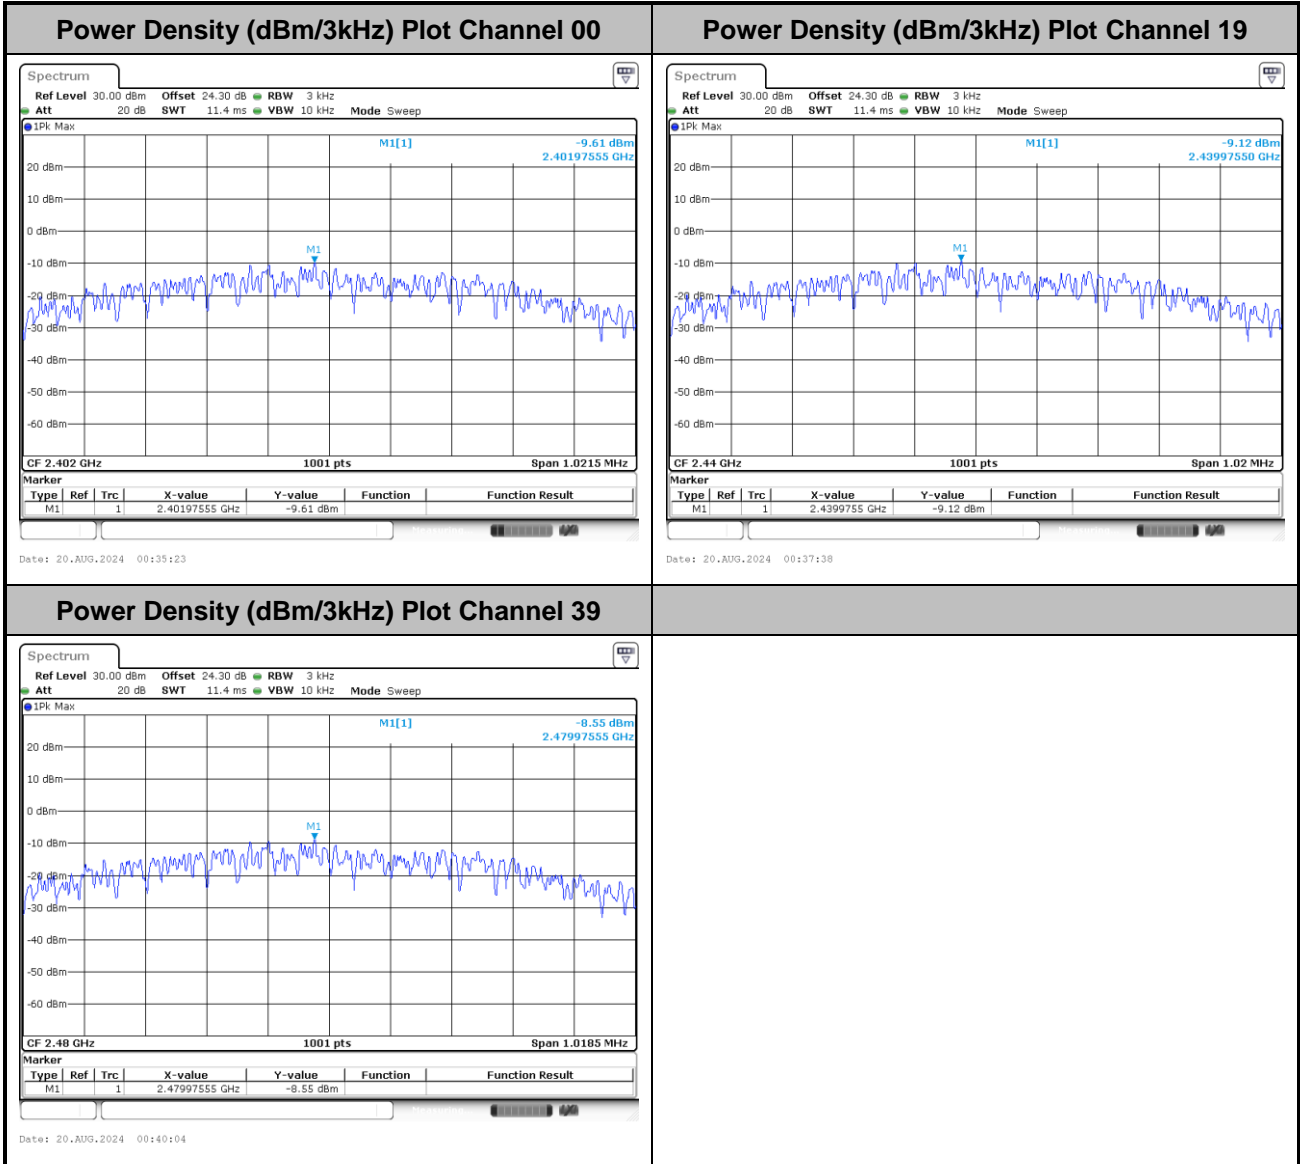 Power Density (dBm/3kHz) Plot Channel 00
Spectrum
Ref Level 30.00 dBm Offset 24.30 dB RBW 3 kHz
Att 20 dB SWT 11.4 ms VBW 10 kHz Mode Sweep
1Pk Max
M1[1] -9.61 dBm
2.40197555 GHz
20 dBm
10 dBm
0 dBm
M1
-10 dBm
-20 dBm
-30 dBm
-40 dBm
-50 dBm
-60 dBm
CF 2.402 GHz 1001 pts Span 1.0215 MHz
Marker
Type Ref Trc X-value Y-value Function Function Result
M1 1 2.40197555 GHz -9.61 dBm
Date: 20.AUG.2024 00:35:23
Power Density (dBm/3kHz) Plot Channel 19
Spectrum
Ref Level 30.00 dBm Offset 24.30 dB RBW 3 kHz
Att 20 dB SWT 11.4 ms VBW 10 kHz Mode Sweep
1Pk Max
M1[1] -9.12 dBm
2.43997550 GHz
20 dBm
10 dBm
0 dBm
M1
-10 dBm
-20 dBm
-30 dBm
-40 dBm
-50 dBm
-60 dBm
CF 2.44 GHz 1001 pts Span 1.02 MHz
Marker
Type Ref Trc X-value Y-value Function Function Result
M1 1 2.4399755 GHz -9.12 dBm
Measuring...
Date: 20.AUG.2024 00:37:38
Power Density (dBm/3kHz) Plot Channel 39
Spectrum
Ref Level 30.00 dBm Offset 24.30 dB RBW 3 kHz
Att 20 dB SWT 11.4 ms VBW 10 kHz Mode Sweep
1Pk Max
M1[1] -8.55 dBm
2.47997555 GHz
20 dBm
10 dBm
0 dBm
M1
-10 dBm
-20 dBm
-30 dBm
-40 dBm
-50 dBm
-60 dBm
CF 2.48 GHz 1001 pts Span 1.0185 MHz
Marker
Type Ref Trc X-value Y-value Function Function Result
M1 1 2.47997555 GHz -8.55 dBm
Measuring...
Date: 20.AUG.2024 00:40:04